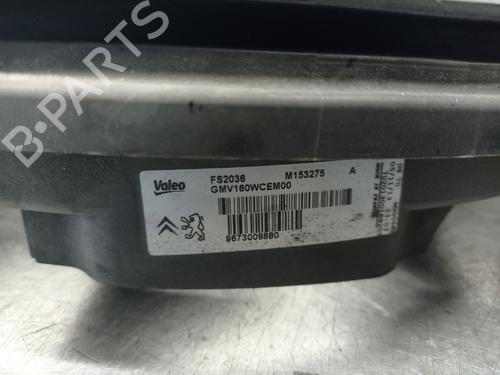 B-PARTS
Valeo
FS2036 M153275 A
GMV160WCEM00
9673009880